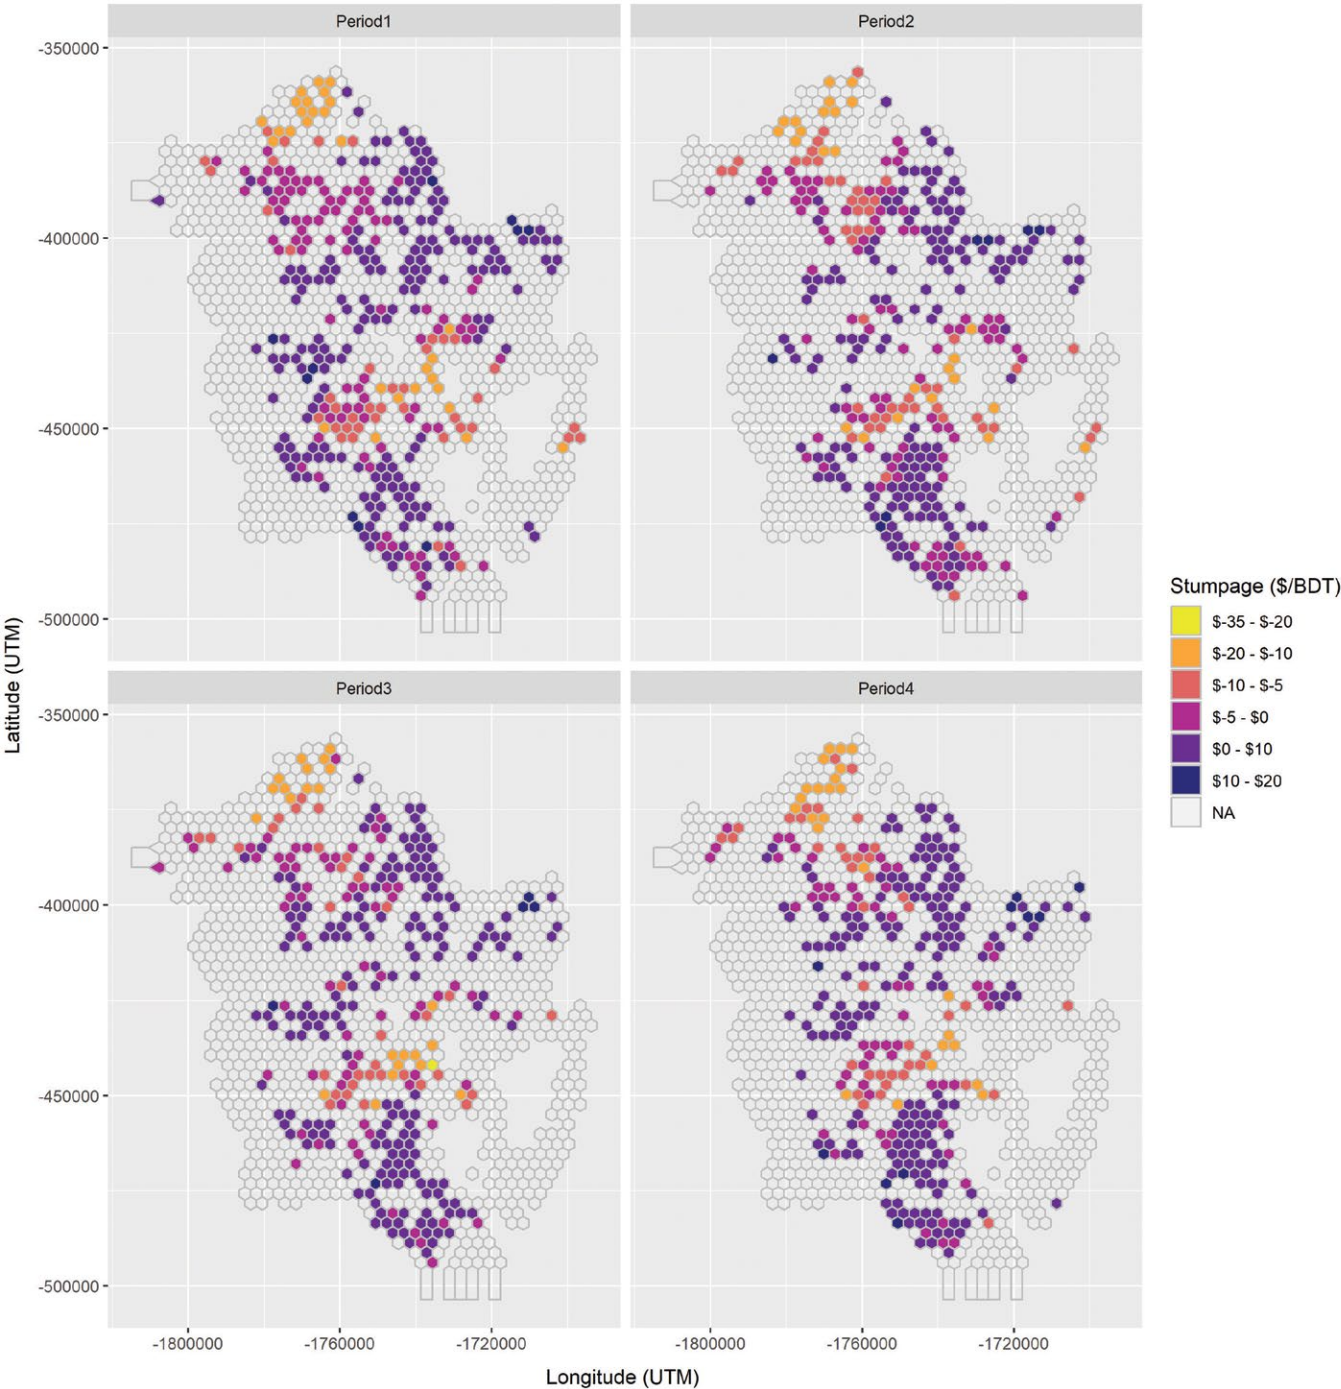 Period1
Period2
-350000
-400000
-450000
-500000
Period3
Period4
-350000
-400000
-450000
-500000
-1800000
-1760000
-1720000
-1800000
-1760000
-1720000
Longitude (UTM)
Latitude (UTM)
Stumpage ($/BDT)
$-35 - $-20
$-20 - $-10
$-10 - $-5
$-5 - $0
$0 - $10
$10 - $20
NA